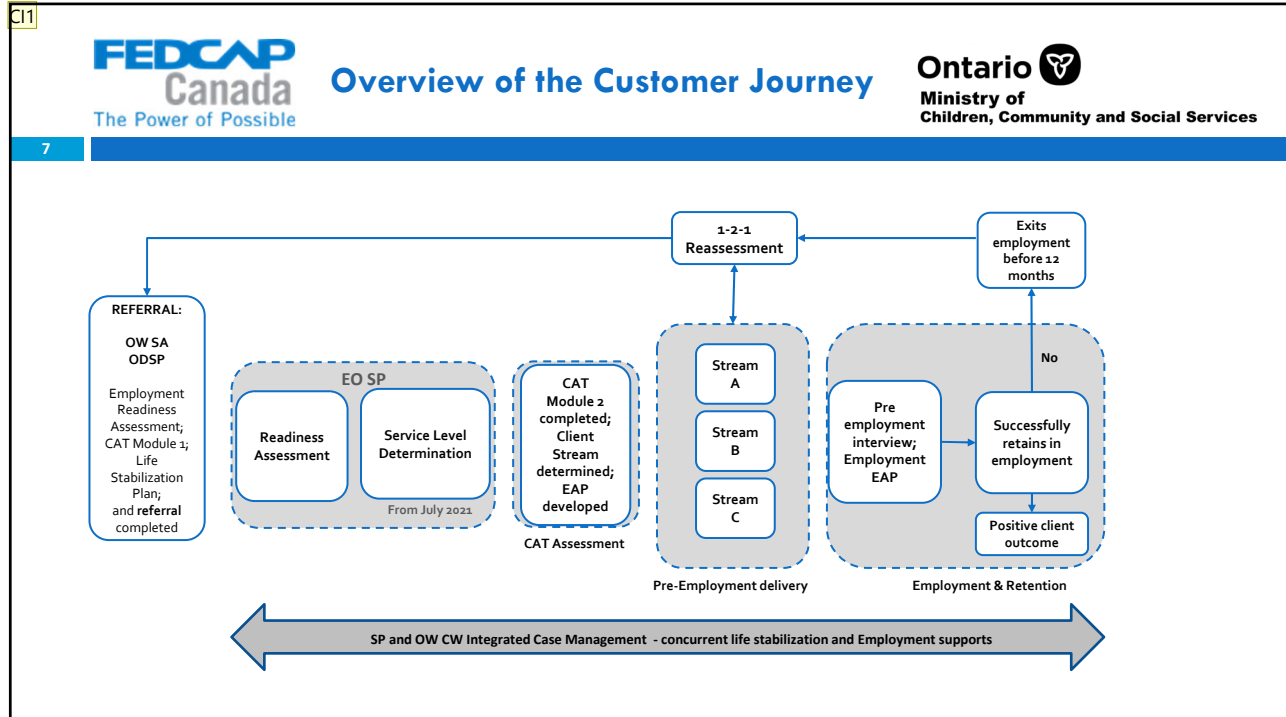 CI1
FEDCAP
Canada
The Power of Possible
Overview of the Customer Journey
Ontario
Ministry of
Children, Community and Social Services
7
1-2-1
Reassessment
Exits
employment
before 12
months
REFERRAL:
OW SA
ODSP
Employment
Readiness
Assessment;
CAT Module 1;
Life
Stabilization
Plan;
and referral
completed
EO SP
Readiness
Assessment
Service Level
Determination
From July 2021
CAT
Module 2
completed;
Client
Stream
determined;
EAP
developed
CAT Assessment
Stream
A
Stream
B
Stream
C
Pre-Employment delivery
Pre
employment
interview;
Employment
EAP
No
Successfully
retains in
employment
Positive client
outcome
Employment & Retention
SP and OW CW Integrated Case Management - concurrent life stabilization and Employment supports